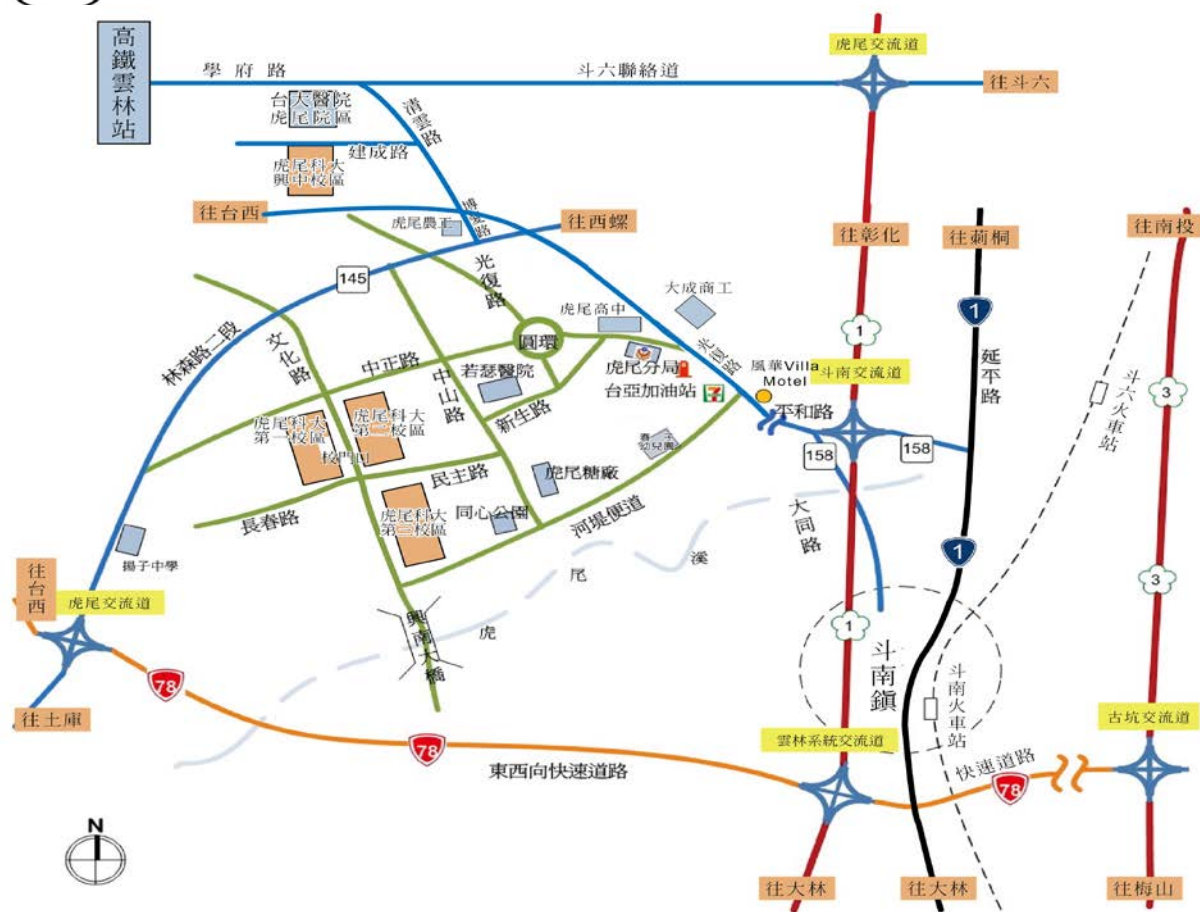 高鐵雲林站
學府路
斗六聯絡道
虎尾交流道
往斗六
台大醫院
虎尾院區
清雲路
建成路
虎尾科大
興中校區
往台西
虎尾農工
博愛路
往西螺
往彰化
往莿桐
往南投
145
光復路
大成商工
1
1
延平路
林森路二段
文化路
中正路
中山路
圓環
虎尾高中
若瑟醫院
虎尾分局
台亞加油站
7
光復路
風華Villa
Motel
斗南交流道
3
斗六火車站
新生路
平和路
158
158
虎尾科大
第一校區
校門口
虎尾科大
第二校區
幼兒園
民主路
虎尾糖廠
長春路
虎尾科大
第三校區
同心公園
河堤便道
大同路
揚子中學
虎尾溪
1
3
往台西
虎尾交流道
1
興南大橋
斗南鎮
斗南火車站
78
往土庫
78
東西向快速道路
雲林系統交流道
快速道路
78
古坑交流道
N
往大林
往大林
往梅山